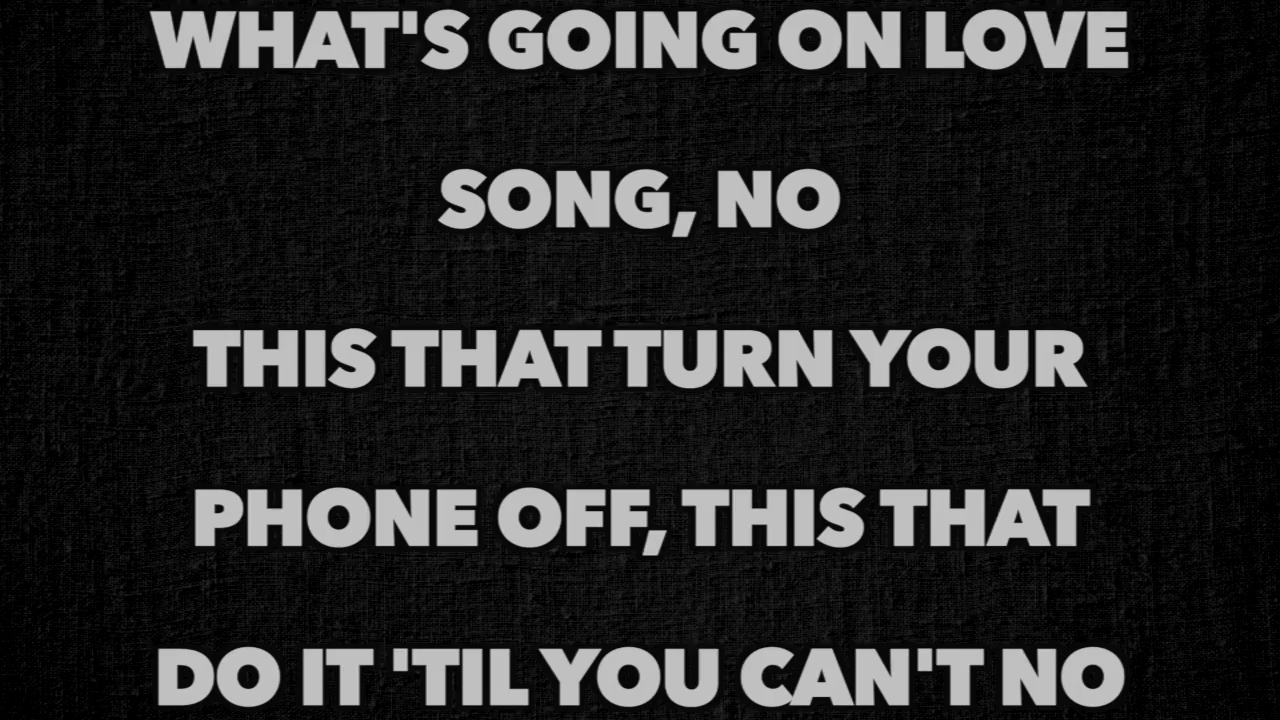 WHAT'S GOING ON LOVE
SONG, NO
THIS THAT TURN YOUR
PHONE OFF, THIS THAT
DO IT 'TIL YOU CAN'T NO